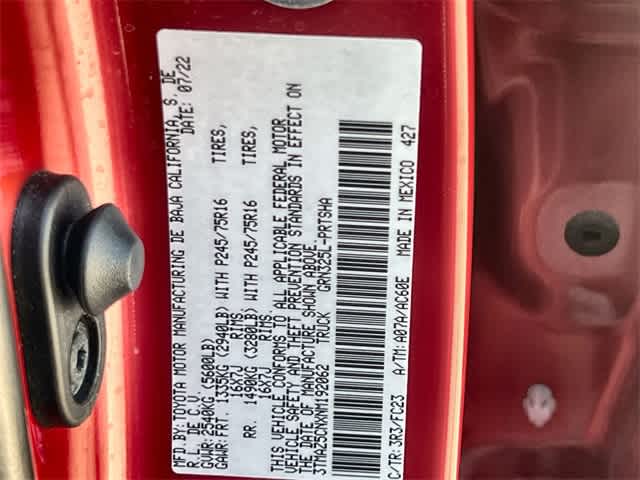 MFD.BY: TOYOTA MOTOR MANUFACTURING DE BAJA CALIFORNIA, S. DE
R.L. DE C.V. DATE: 07/22
GVWR: 2540KG (5600LB)
GAWR: FRT. 1335KG (2940LB) WITH P245/75R16 TIRES,
16X7J RIMS,
RR. 1490KG (3280LB) WITH P245/75R16 TIRES,
16X7J RIMS.
THIS VEHICLE CONFORMS TO ALL APPLICABLE FEDERAL MOTOR
VEHICLE SAFETY AND THEFT PREVENTION STANDARDS IN EFFECT ON
THE DATE OF MANUFACTURE SHOWN ABOVE.
3TMAZ5CNXNM192062 TRUCK GRN325L-PRTSHA
C/TR: 3R3/FC23 A/TM: A07A/AC60E MADE IN MEXICO 427